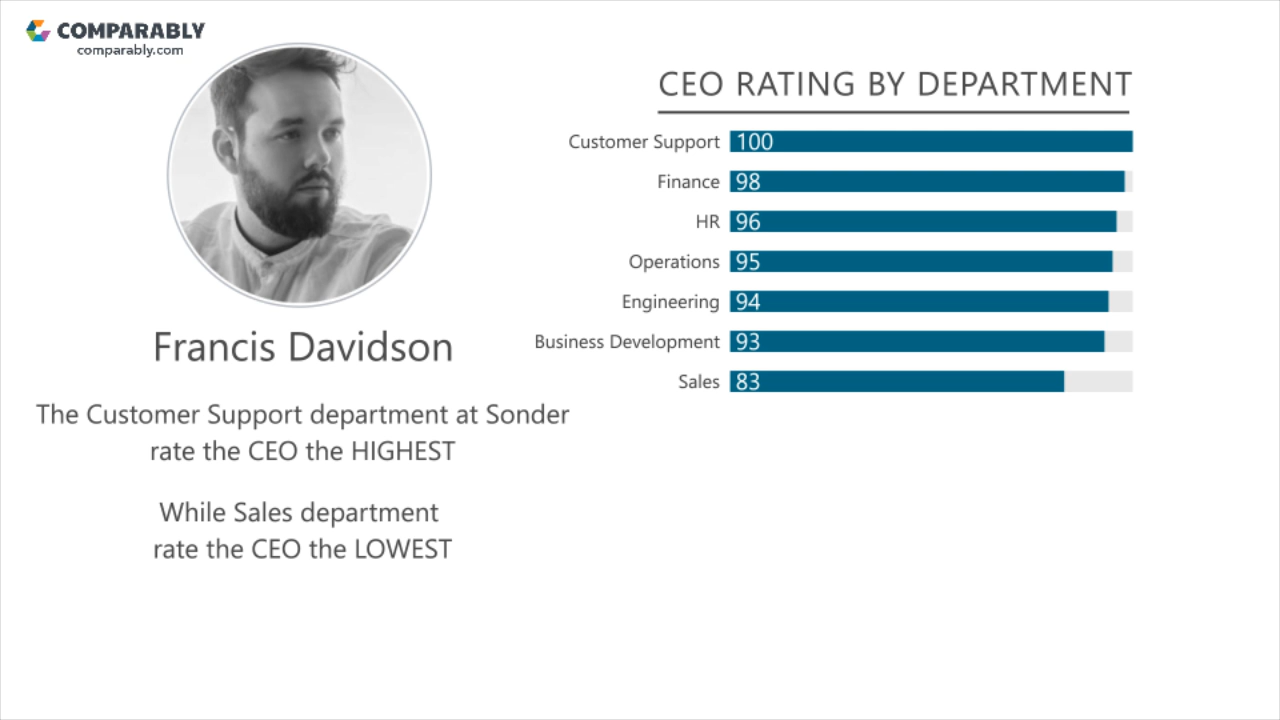 COMPARABLY
comparably.com
CEO RATING BY DEPARTMENT
Customer Support 100
Finance 98
HR 96
Operations 95
Engineering 94
Business Development 93
Sales 83
Francis Davidson
The Customer Support department at Sonder
rate the CEO the HIGHEST
While Sales department
rate the CEO the LOWEST